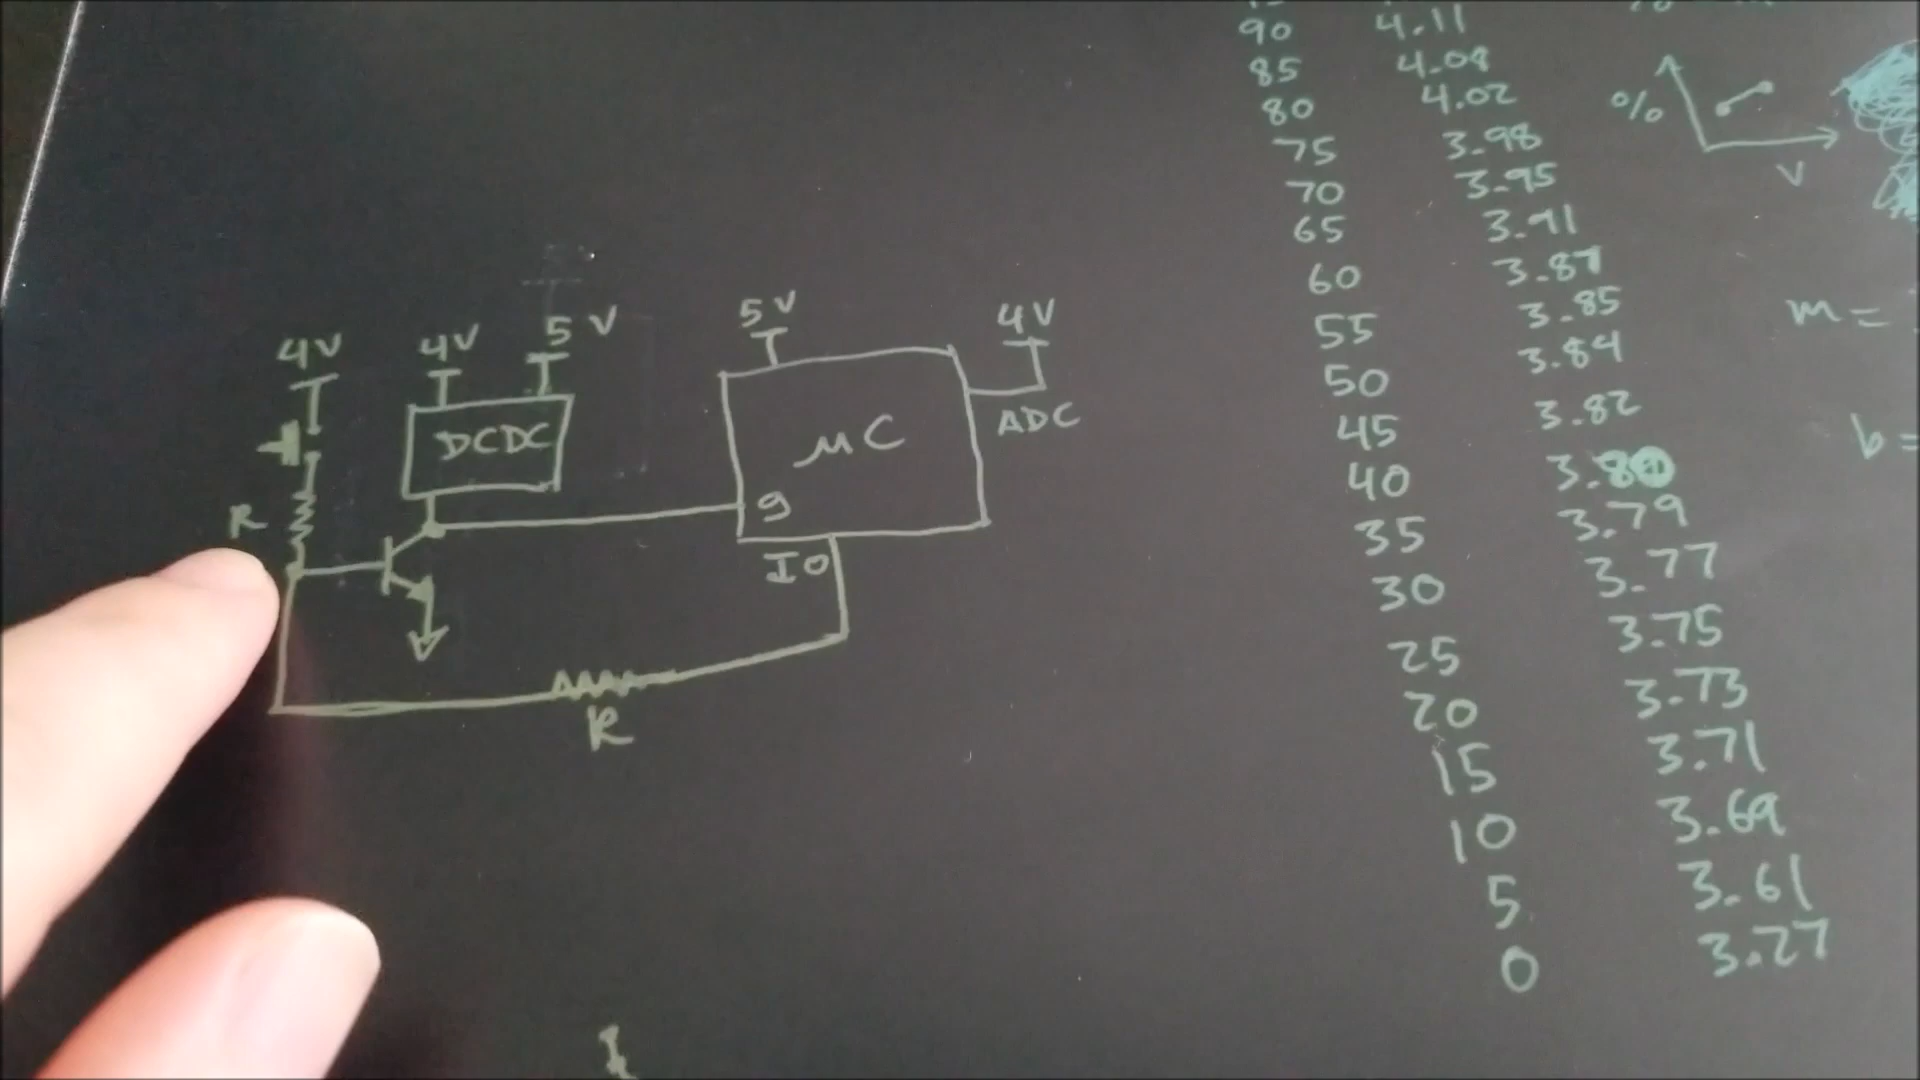 4V 4V 5V
DCDC
R
R
5V 4V
μC
ADC
g
IO
90 4.11
85 4.08
80 4.02
75 3.98
70 3.95
65 3.91
60 3.87
55 3.85
50 3.84
45 3.82
40 3.80
35 3.79
30 3.77
25 3.75
20 3.73
15 3.71
10 3.69
5 3.61
0 3.27
%
V
m=
b=